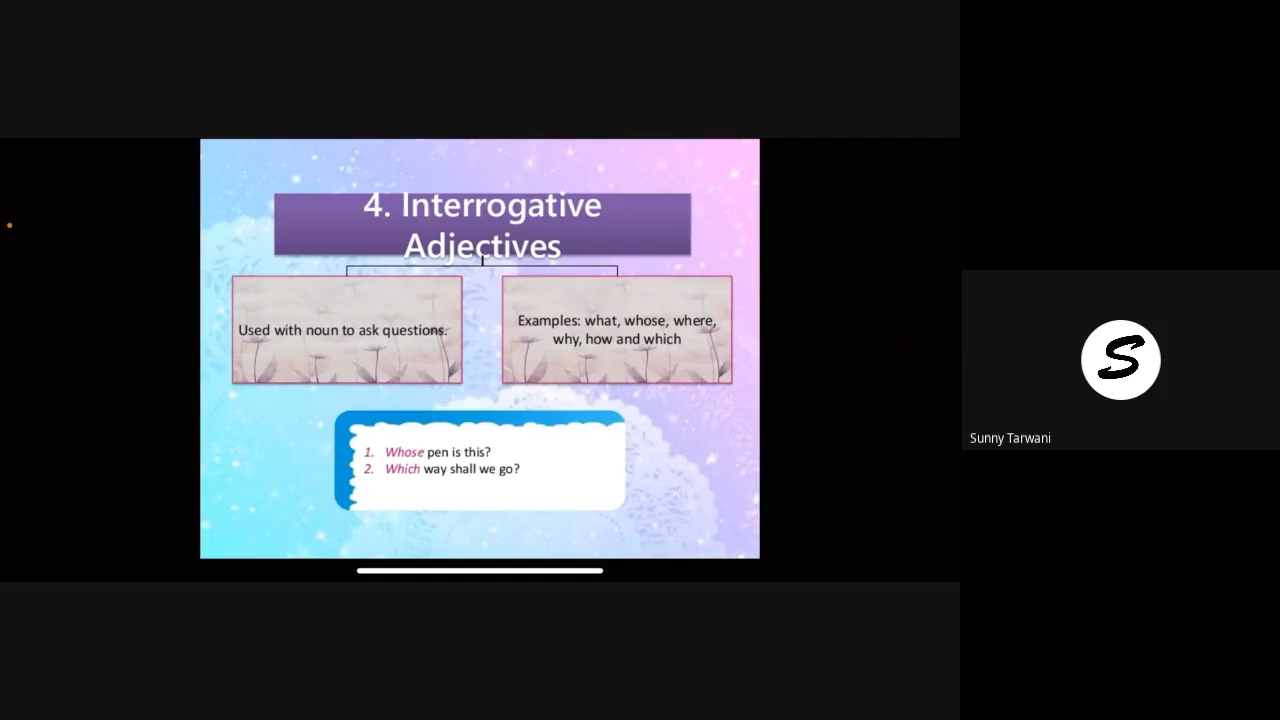 4. Interrogative
Adjectives
Used with noun to ask questions.
Examples: what, whose, where,
why, how and which
1. Whose pen is this?
2. Which way shall we go?
S
Sunny Tarwani